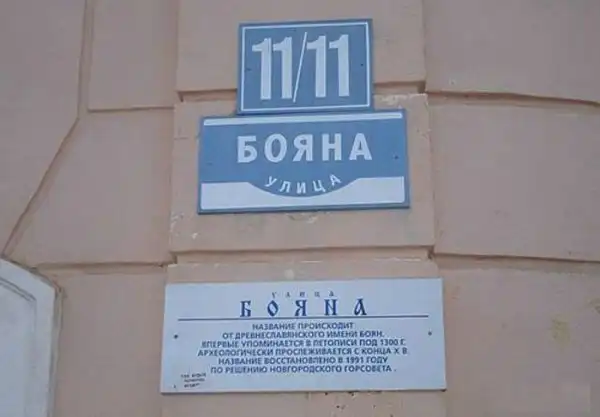 11/11
БОЯНА
УЛИЦА
УЛИЦА
БОЯНА
НАЗВАНИЕ ПРОИСХОДИТ
ОТ ДРЕВНЕСЛАВЯНСКОГО ИМЕНИ БОЯН.
ВПЕРВЫЕ УПОМИНАЕТСЯ В ЛЕТОПИСИ ПОД 1300 Г.
АРХЕОЛОГИЧЕСКИ ПРОСЛЕЖИВАЕТСЯ С КОНЦА X В.
НАЗВАНИЕ ВОССТАНОВЛЕНО В 1991 ГОДУ
ПО РЕШЕНИЮ НОВГОРОДСКОГО ГОРСОВЕТА.